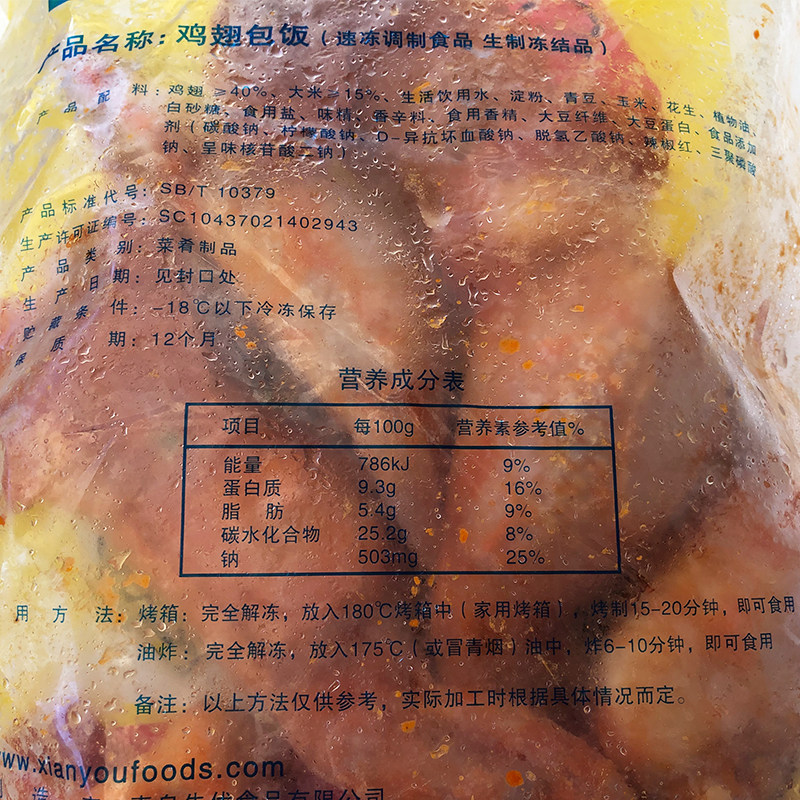 产品名称：鸡翅包饭（速冻调制食品 生制冻结品）
产品配料：鸡翅 ≥40%、大米≥15%、生活饮用水、淀粉、青豆、玉米、花生、植物油、
白砂糖、食用盐、味精、香辛料、食用香精、大豆纤维、大豆蛋白、食品添加
剂（碳酸钠、柠檬酸钠、D-异抗坏血酸钠、脱氢乙酸钠、辣椒红、三聚磷酸
钠、呈味核苷酸二钠）
产品标准代号：SB/T 10379
生产许可证编号：SC10437021402943
产品类别：菜肴制品
生产日期：见封口处
贮藏条件：-18℃以下冷冻保存
保质期：12个月
营养成分表
项目 每100g 营养素参考值%
能量 786kJ 9%
蛋白质 9.3g 16%
脂 肪 5.4g 9%
碳水化合物 25.2g 8%
钠 503mg 25%
用方法：烤箱：完全解冻，放入180℃烤箱中（家用烤箱），烤制15-20分钟，即可食用
油炸：完全解冻，放入175℃（或冒青烟）油中，炸6-10分钟，即可食用
备注：以上方法仅供参考，实际加工时根据具体情况而定。
www.xianyoufoods.com
食品有限公司